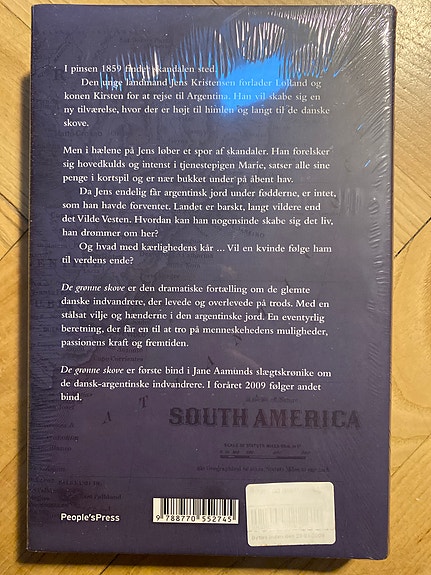 I pinsen 1859 finder skandalen sted.
Den unge landmand Jens Kristensen forlader Lolland og
konen Kirsten for at rejse til Argentina. Han vil skabe sig en
ny tilværelse, hvor der er højt til himlen og langt til de danske
skove.
Men i hælene på Jens løber et spor af skandaler. Han forelsker
sig hovedkulds og intenst i tjenestepigen Marie, satser alle sine
penge i kortspil og er nær bukket under på åbent hav.
Da Jens endelig får argentinsk jord under fødderne, er intet,
som han havde forventet. Landet er barskt, langt vildere end
det Vilde Vesten. Hvordan kan han nogensinde skabe sig det liv,
han drømmer om her?
Og hvad med kærlighedens kår ... Vil en kvinde følge ham
til verdens ende?
De grønne skove er den dramatiske fortælling om de glemte
danske indvandrere, der levede og overlevede på trods. Med en
stålsat vilje og hænderne i den argentinske jord. En eventyrlig
beretning, der får en til at tro på menneskehedens muligheder,
passionens kraft og fremtiden.
De grønne skove er første bind i Jane Aamunds slægtskrønike om
de dansk-argentinske indvandrere. I foråret 2009 følger andet
bind.
SOUTH AMERICA
People'sPress
9 788770 552745